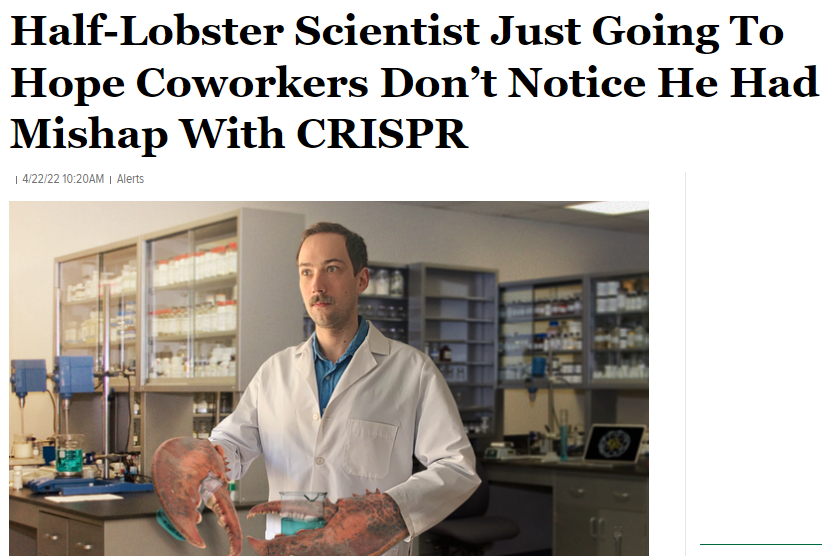 Half-Lobster Scientist Just Going To
Hope Coworkers Don’t Notice He Had
Mishap With CRISPR
| 4/22/22 10:20AM | Alerts